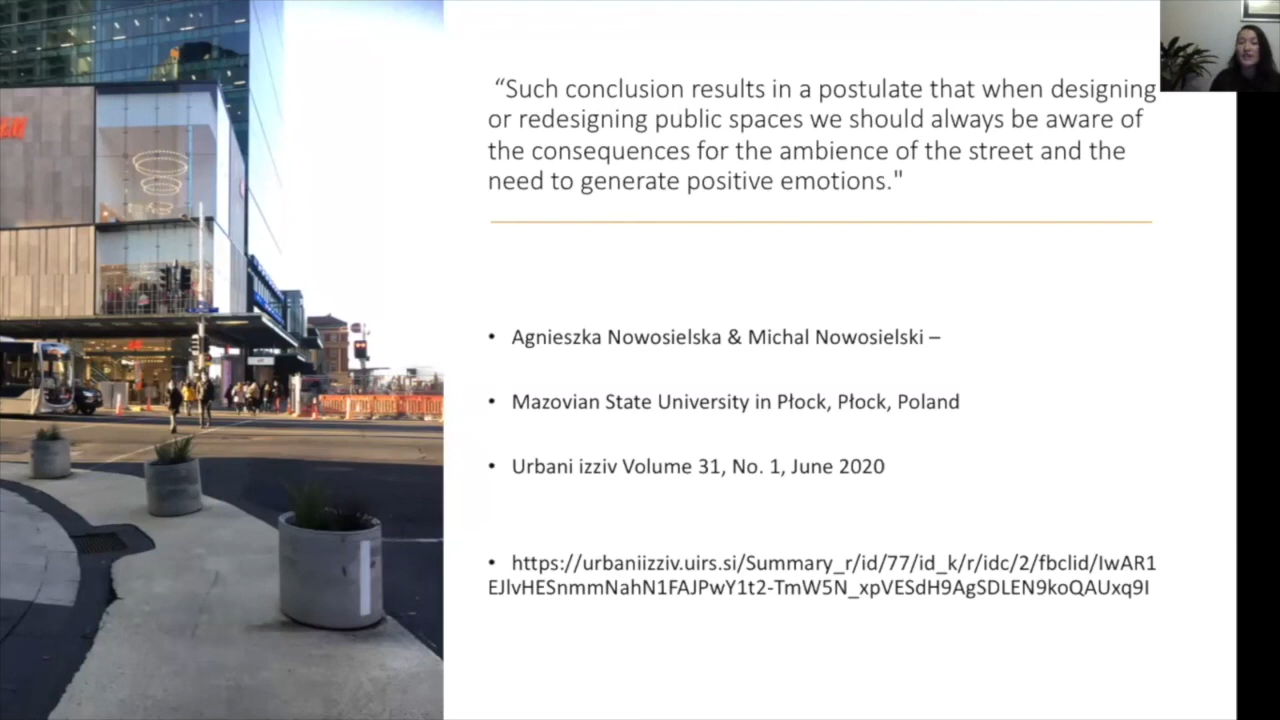 “Such conclusion results in a postulate that when designing
or redesigning public spaces we should always be aware of
the consequences for the ambience of the street and the
need to generate positive emotions."
• Agnieszka Nowosielska & Michal Nowosielski –
• Mazovian State University in Płock, Płock, Poland
• Urbani izziv Volume 31, No. 1, June 2020
• https://urbaniizziv.uirs.si/Summary_r/id/77/id_k/r/idc/2/fbclid/IwAR1
EJlvHESnmmNahN1FAJPwY1t2-TmW5N_xpVESdH9AgSDLEN9koQAUxq9I